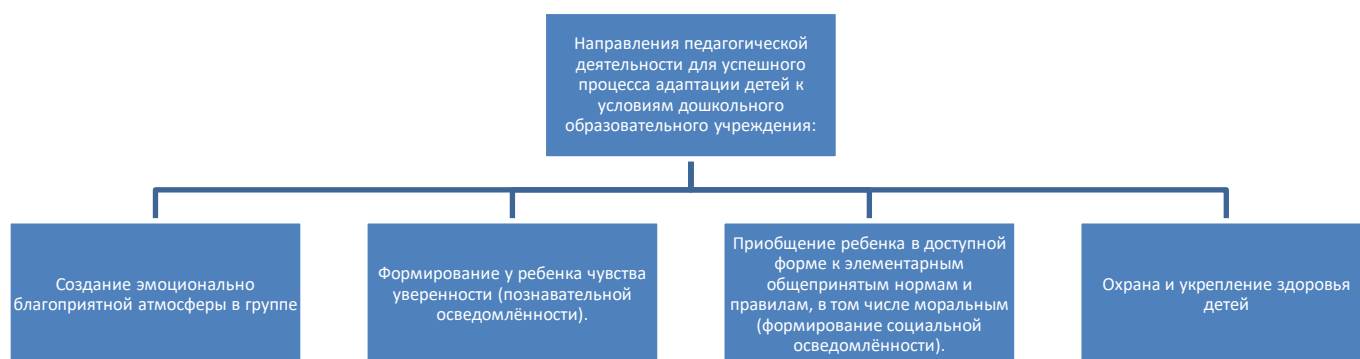 Направления педагогической
деятельности для успешного
процесса адаптации детей к
условиям дошкольного
образовательного учреждения:
Создание эмоционально
благоприятной атмосферы в группе
Формирование у ребенка чувства
уверенности (познавательной
осведомлённости).
Приобщение ребенка в доступной
форме к элементарным
общепринятым нормам и
правилам, в том числе моральным
(формирование социальной
осведомлённости).
Охрана и укрепление здоровья
детей